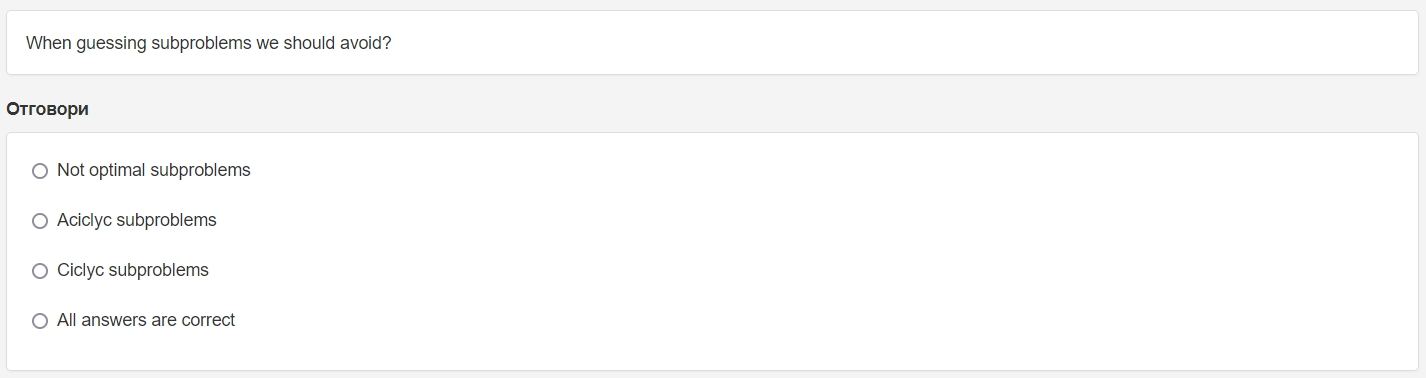 When guessing subproblems we should avoid?
Отговори
Not optimal subproblems
Aciclyc subproblems
Ciclyc subproblems
All answers are correct